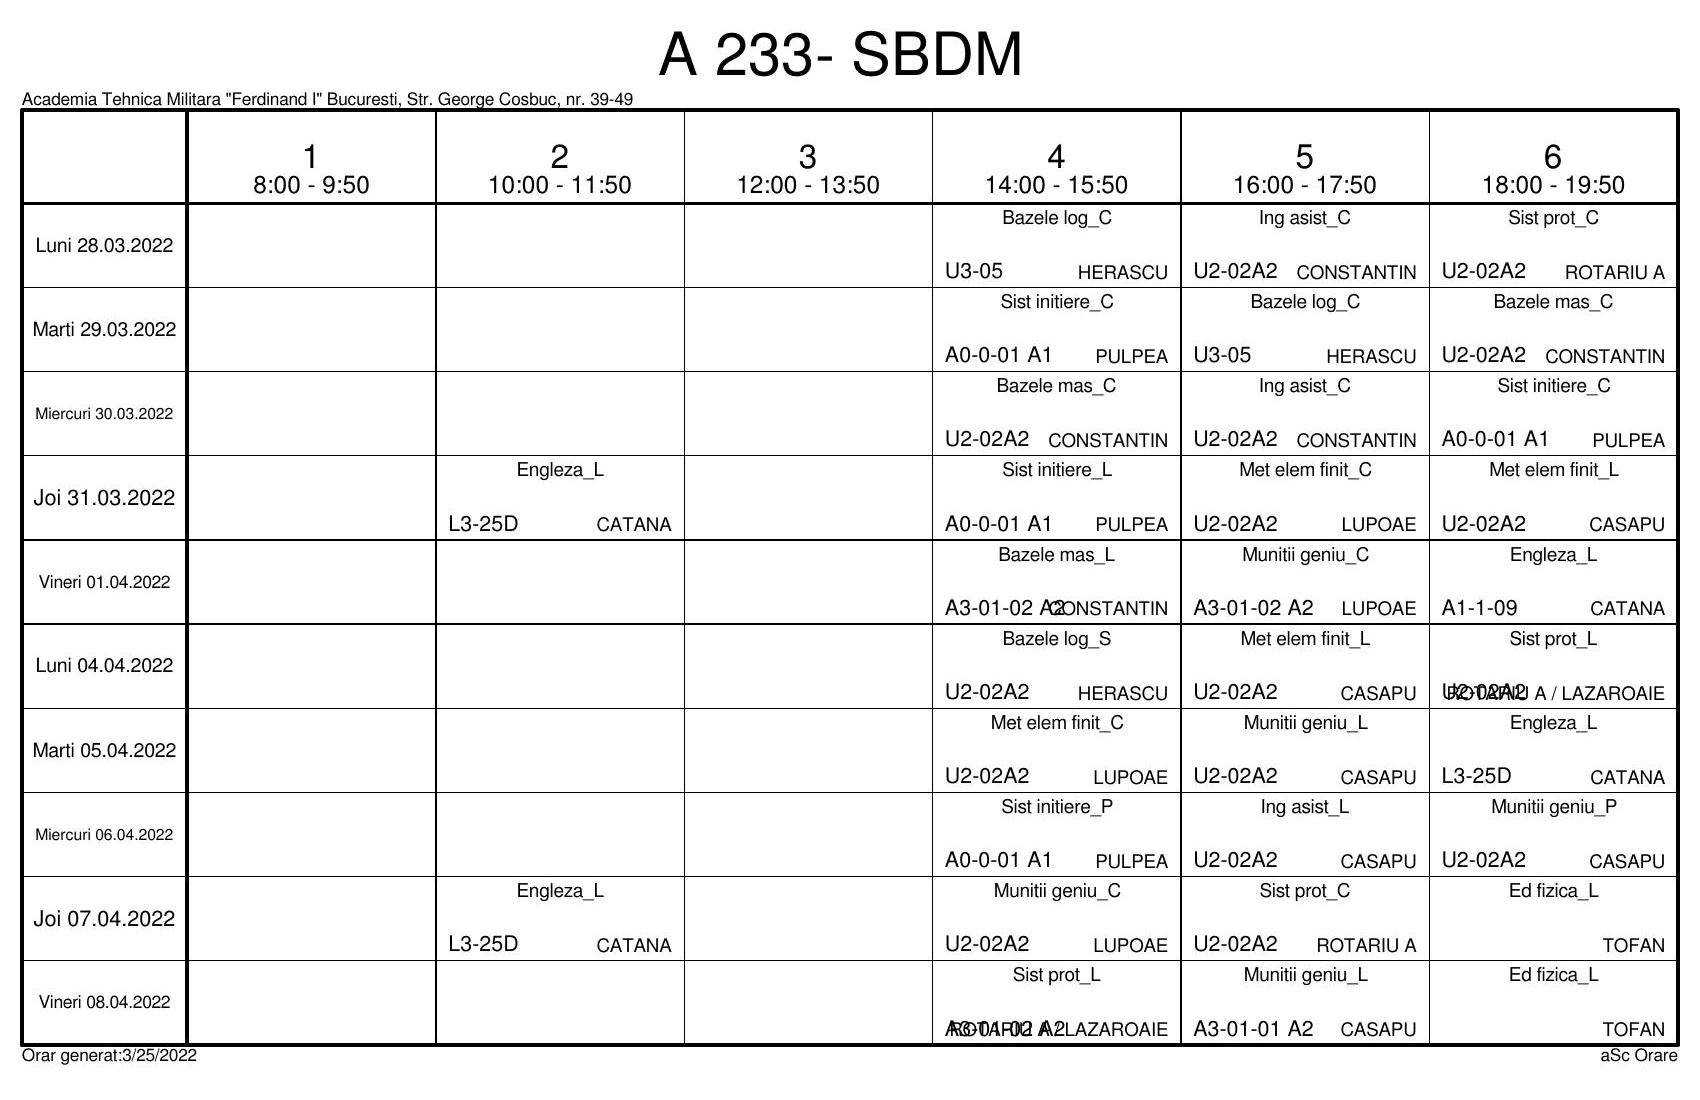 A 233- SBDM
Academia Tehnica Militara "Ferdinand I" Bucuresti, Str. George Cosbuc, nr. 39-49
1 2 3 4 5 6
8:00 - 9:50 10:00 - 11:50 12:00 - 13:50 14:00 - 15:50 16:00 - 17:50 18:00 - 19:50
Luni 28.03.2022
Bazele log_C Ing asist_C Sist prot_C
U3-05 HERASCU U2-02A2 CONSTANTIN U2-02A2 ROTARIU A
Marti 29.03.2022
Sist initiere_C Bazele log_C Bazele mas_C
A0-0-01 A1 PULPEA U3-05 HERASCU U2-02A2 CONSTANTIN
Miercuri 30.03.2022
Bazele mas_C Ing asist_C Sist initiere_C
U2-02A2 CONSTANTIN U2-02A2 CONSTANTIN A0-0-01 A1 PULPEA
Joi 31.03.2022
Engleza_L Sist initiere_L Met elem finit_C Met elem finit_L
L3-25D CATANA A0-0-01 A1 PULPEA U2-02A2 LUPOAE U2-02A2 CASAPU
Vineri 01.04.2022
Bazele mas_L Munitii geniu_C Engleza_L
A3-01-02 A2 CONSTANTIN A3-01-02 A2 LUPOAE A1-1-09 CATANA
Luni 04.04.2022
Bazele log_S Met elem finit_L Sist prot_L
U2-02A2 HERASCU U2-02A2 CASAPU U2-02A2 ROTARIU A / LAZAROAIE
Marti 05.04.2022
Met elem finit_C Munitii geniu_L Engleza_L
U2-02A2 LUPOAE U2-02A2 CASAPU L3-25D CATANA
Miercuri 06.04.2022
Sist initiere_P Ing asist_L Munitii geniu_P
A0-0-01 A1 PULPEA U2-02A2 CASAPU U2-02A2 CASAPU
Joi 07.04.2022
Engleza_L Munitii geniu_C Sist prot_C Ed fizica_L
L3-25D CATANA U2-02A2 LUPOAE U2-02A2 ROTARIU A TOFAN
Vineri 08.04.2022
Sist prot_L Munitii geniu_L Ed fizica_L
A3-01-02 A2 ROTARIU A / LAZAROAIE A3-01-01 A2 CASAPU TOFAN
Orar generat:3/25/2022 aSc Orare